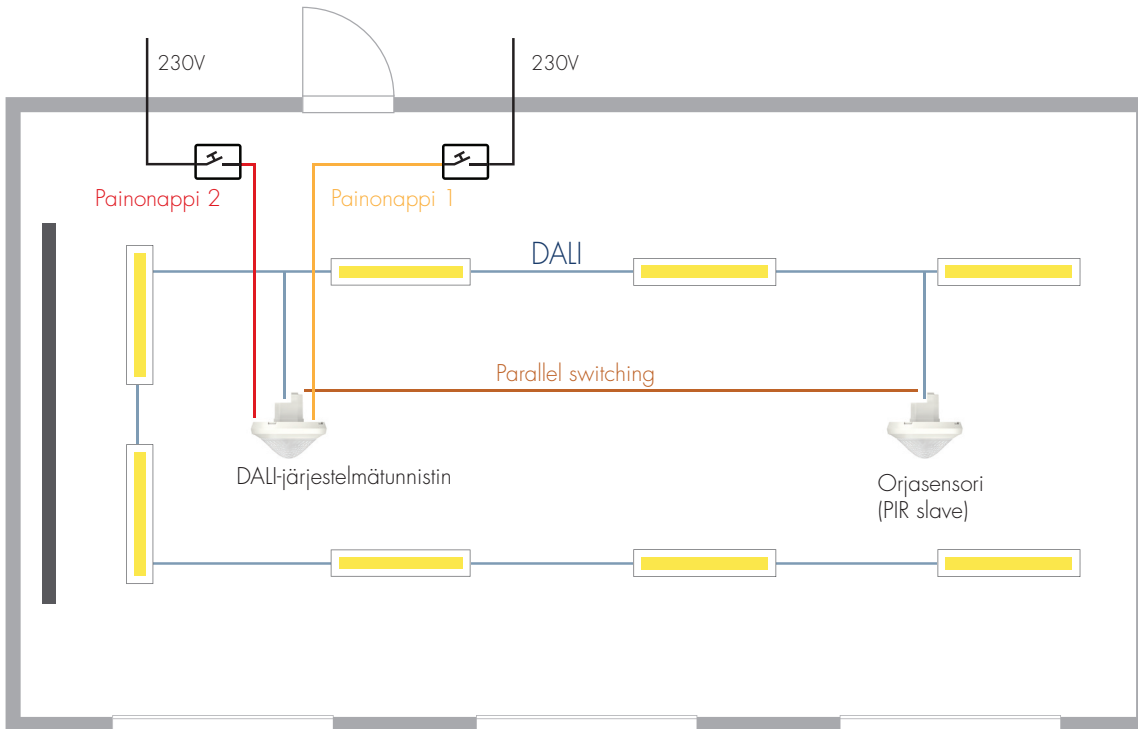 230V
230V
Painonappi 2
Painonappi 1
DALI
Parallel switching
DALI-järjestelmätunnistin
Orjasensori
(PIR slave)